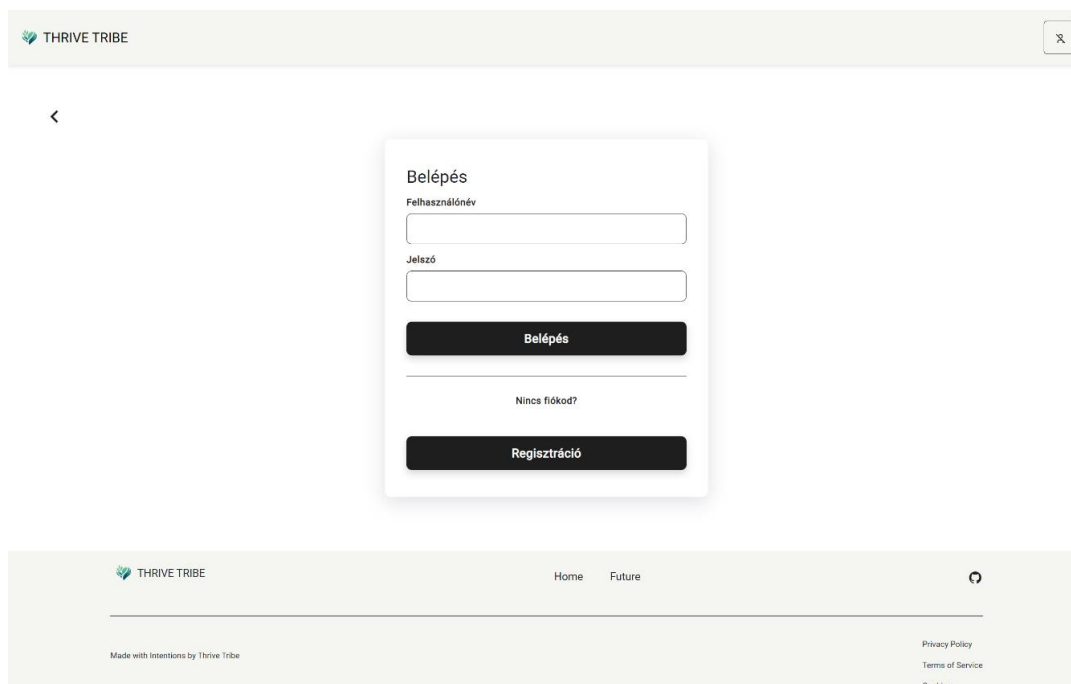 THRIVE TRIBE
Belépés
Felhasználónév
Jelszó
Belépés
Nincs fiókod?
Regisztráció
THRIVE TRIBE
Home Future
Made with Intentions by Thrive Tribe
Privacy Policy
Terms of Service